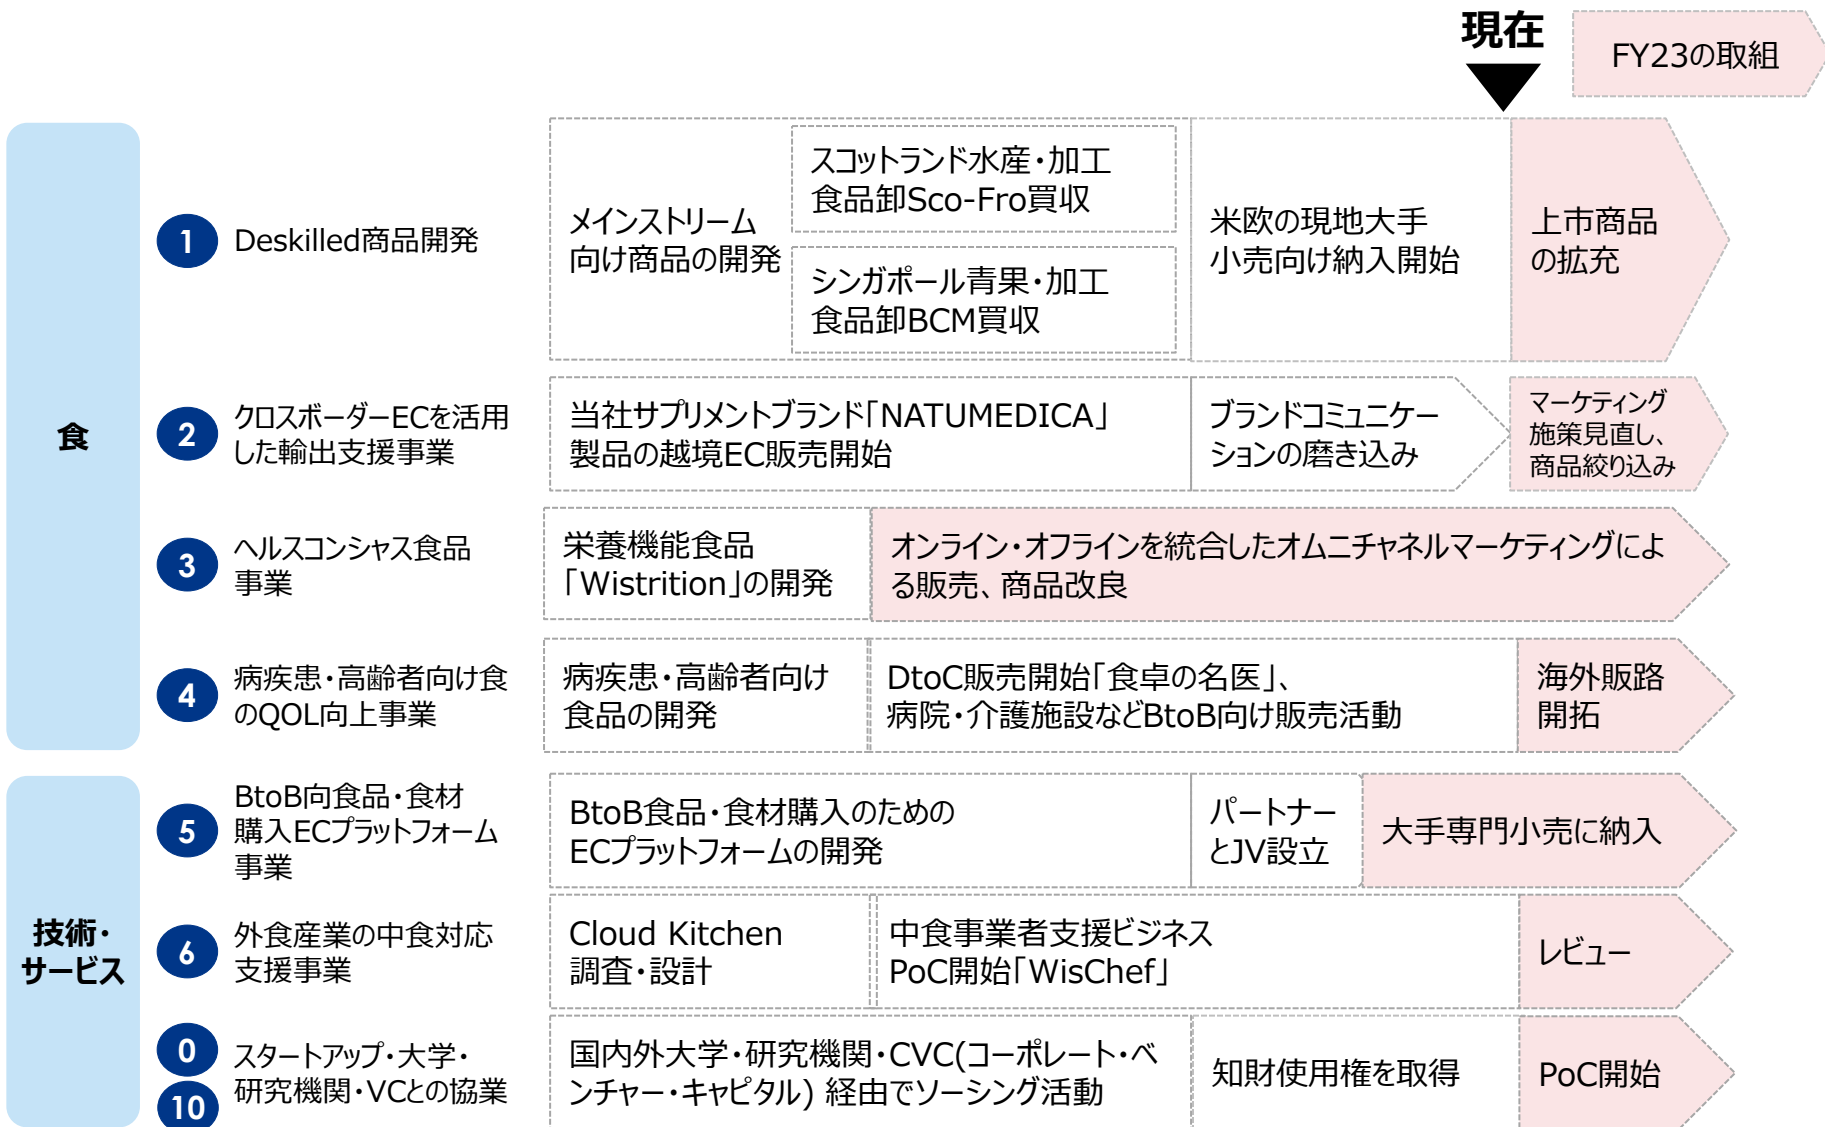 現在
FY23の取組
食
1
Deskilled商品開発
メインストリーム
向け商品の開発
スコットランド水産・加工
食品卸Sco-Fro買収
シンガポール青果・加工
食品卸BCM買収
米欧の現地大手
小売向け納入開始
上市商品
の拡充
2
クロスボーダーECを活用
した輸出支援事業
当社サプリメントブランド「NATUMEDICA」
製品の越境EC販売開始
ブランドコミュニケー
ションの磨き込み
マーケティング
施策見直し、
商品絞り込み
3
ヘルスコンシャス食品
事業
栄養機能食品
「Wistrition」の開発
オンライン・オフラインを統合したオムニチャネルマーケティングによ
る販売、商品改良
4
病疾患・高齢者向け食
のQOL向上事業
病疾患・高齢者向け
食品の開発
DtoC販売開始「食卓の名医」、
病院・介護施設などBtoB向け販売活動
海外販路
開拓
技術・
サービス
5
BtoB向食品・食材
購入ECプラットフォーム
事業
BtoB食品・食材購入のための
ECプラットフォームの開発
パートナー
とJV設立
大手専門小売に納入
6
外食産業の中食対応
支援事業
Cloud Kitchen
調査・設計
中食事業者支援ビジネス
PoC開始「WisChef」
レビュー
0
10
スタートアップ・大学・
研究機関・VCとの協業
国内外大学・研究機関・CVC(コーポレート・ベ
ンチャー・キャピタル) 経由でソーシング活動
知財使用権を取得
PoC開始